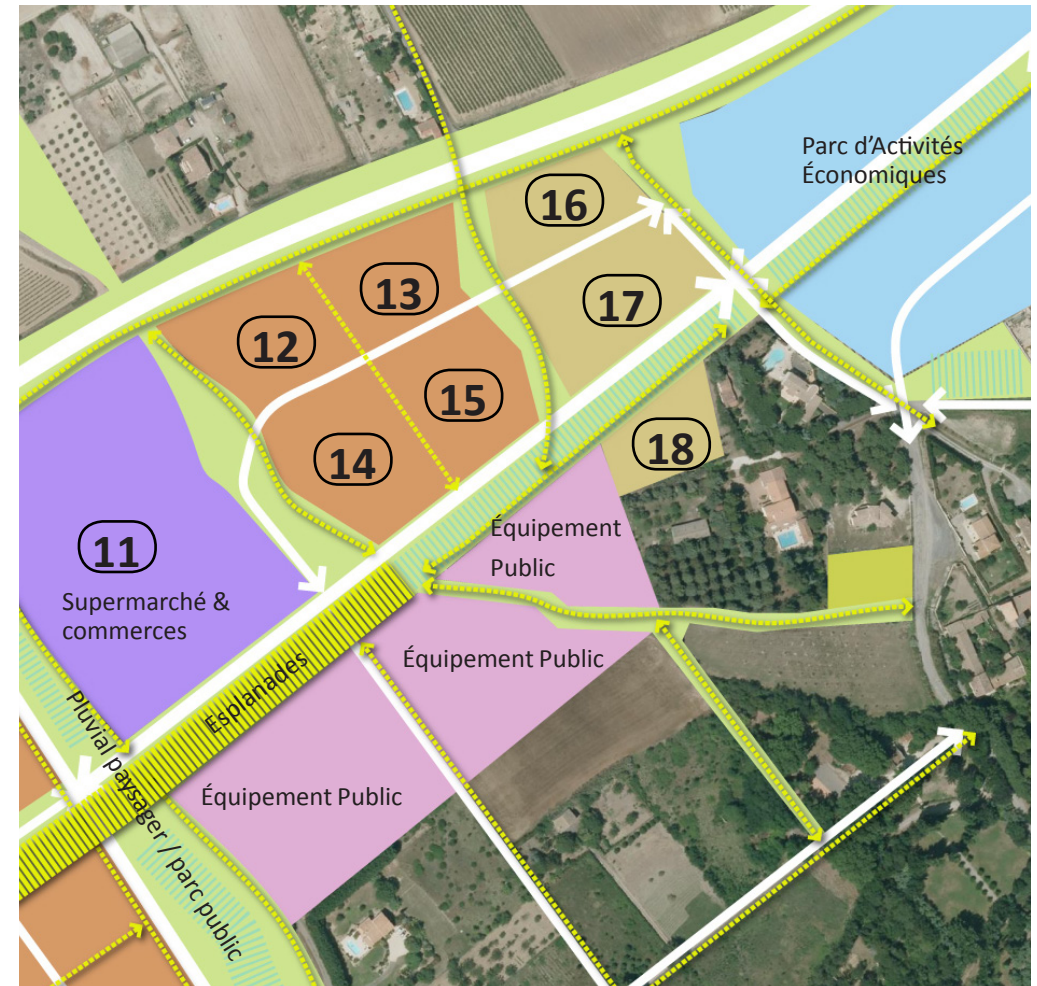 Parc d'Activités
Économiques
16
13
17
12
15
14
18
11
Supermarché &
commerces
Équipement
Public
Équipement Public
Esplanades
Pluvial paysager / parc public
Équipement Public